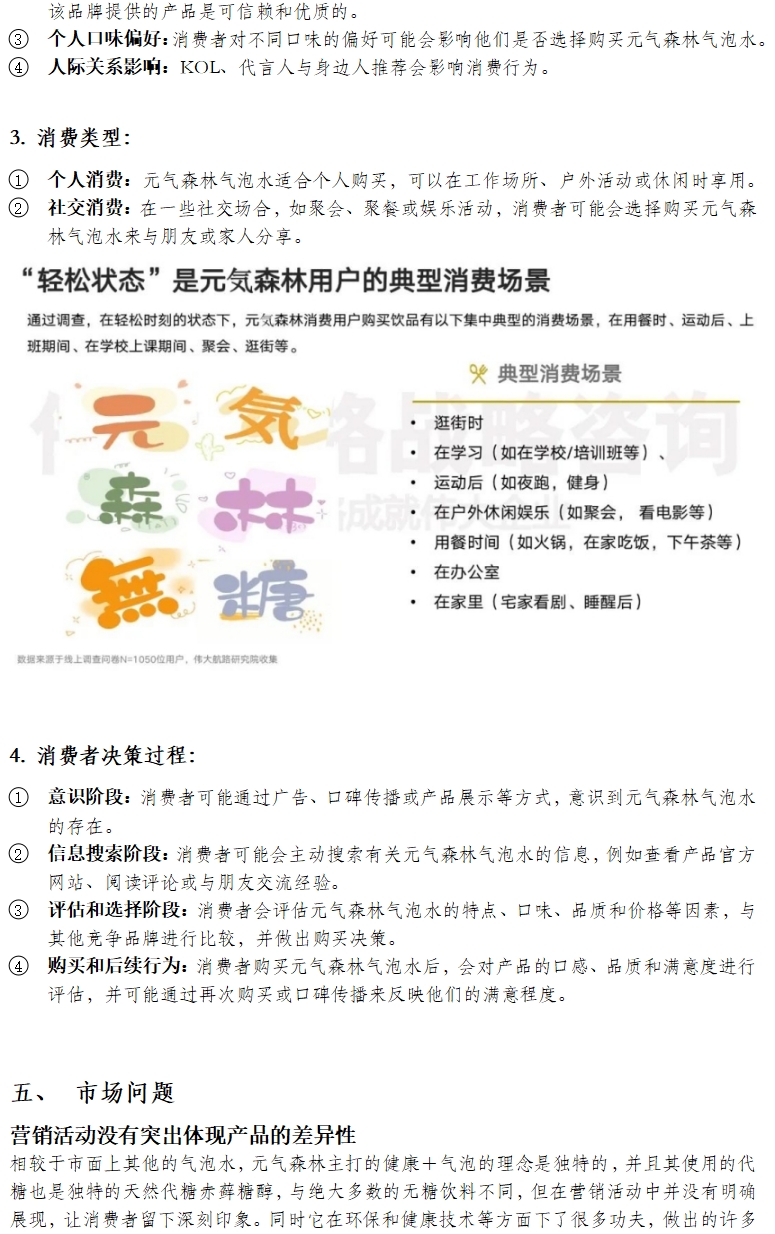 该品牌提供的产品是可信赖和优质的。
③ 个人口味偏好：消费者对不同口味的偏好可能会影响他们是否选择购买元气森林气泡水。
④ 人际关系影响：KOL、代言人与身边人推荐会影响消费行为。
3. 消费类型：
① 个人消费：元气森林气泡水适合个人购买，可以在工作场所、户外活动或休闲时享用。
② 社交消费：在一些社交场合，如聚会、聚餐或娱乐活动，消费者可能会选择购买元气森
林气泡水来与朋友或家人分享。
“轻松状态”是元気森林用户的典型消费场景
通过调查，在轻松时刻的状态下，元気森林消费用户购买饮品有以下集中典型的消费场景，在用餐时、运动后、上
班期间、在学校上课期间、聚会、逛街等。
元 気
森 林
無 糖
典型消费场景
• 逛街时
• 在学习（如在学校/培训班等）、
• 运动后（如夜跑，健身）
• 在户外休闲娱乐（如聚会， 看电影等）
• 用餐时间（如火锅，在家吃饭，下午茶等）
• 在办公室
• 在家里（宅家看剧、睡醒后）
略战略咨询
成就伟大企业
数据来源于线上调查问卷N=1050位用户，伟大航路研究院收集
4. 消费者决策过程：
① 意识阶段：消费者可能通过广告、口碑传播或产品展示等方式，意识到元气森林气泡水
的存在。
② 信息搜索阶段：消费者可能会主动搜索有关元气森林气泡水的信息，例如查看产品官方
网站、阅读评论或与朋友交流经验。
③ 评估和选择阶段：消费者会评估元气森林气泡水的特点、口味、品质和价格等因素，与
其他竞争品牌进行比较，并做出购买决策。
④ 购买和后续行为：消费者购买元气森林气泡水后，会对产品的口感、品质和满意度进行
评估，并可能通过再次购买或口碑传播来反映他们的满意程度。
五、 市场问题
营销活动没有突出体现产品的差异性
相较于市面上其他的气泡水，元气森林主打的健康＋气泡的理念是独特的，并且其使用的代
糖也是独特的天然代糖赤藓糖醇，与绝大多数的无糖饮料不同，但在营销活动中并没有明确
展现，让消费者留下深刻印象。同时它在环保和健康技术等方面下了很多功夫，做出的许多